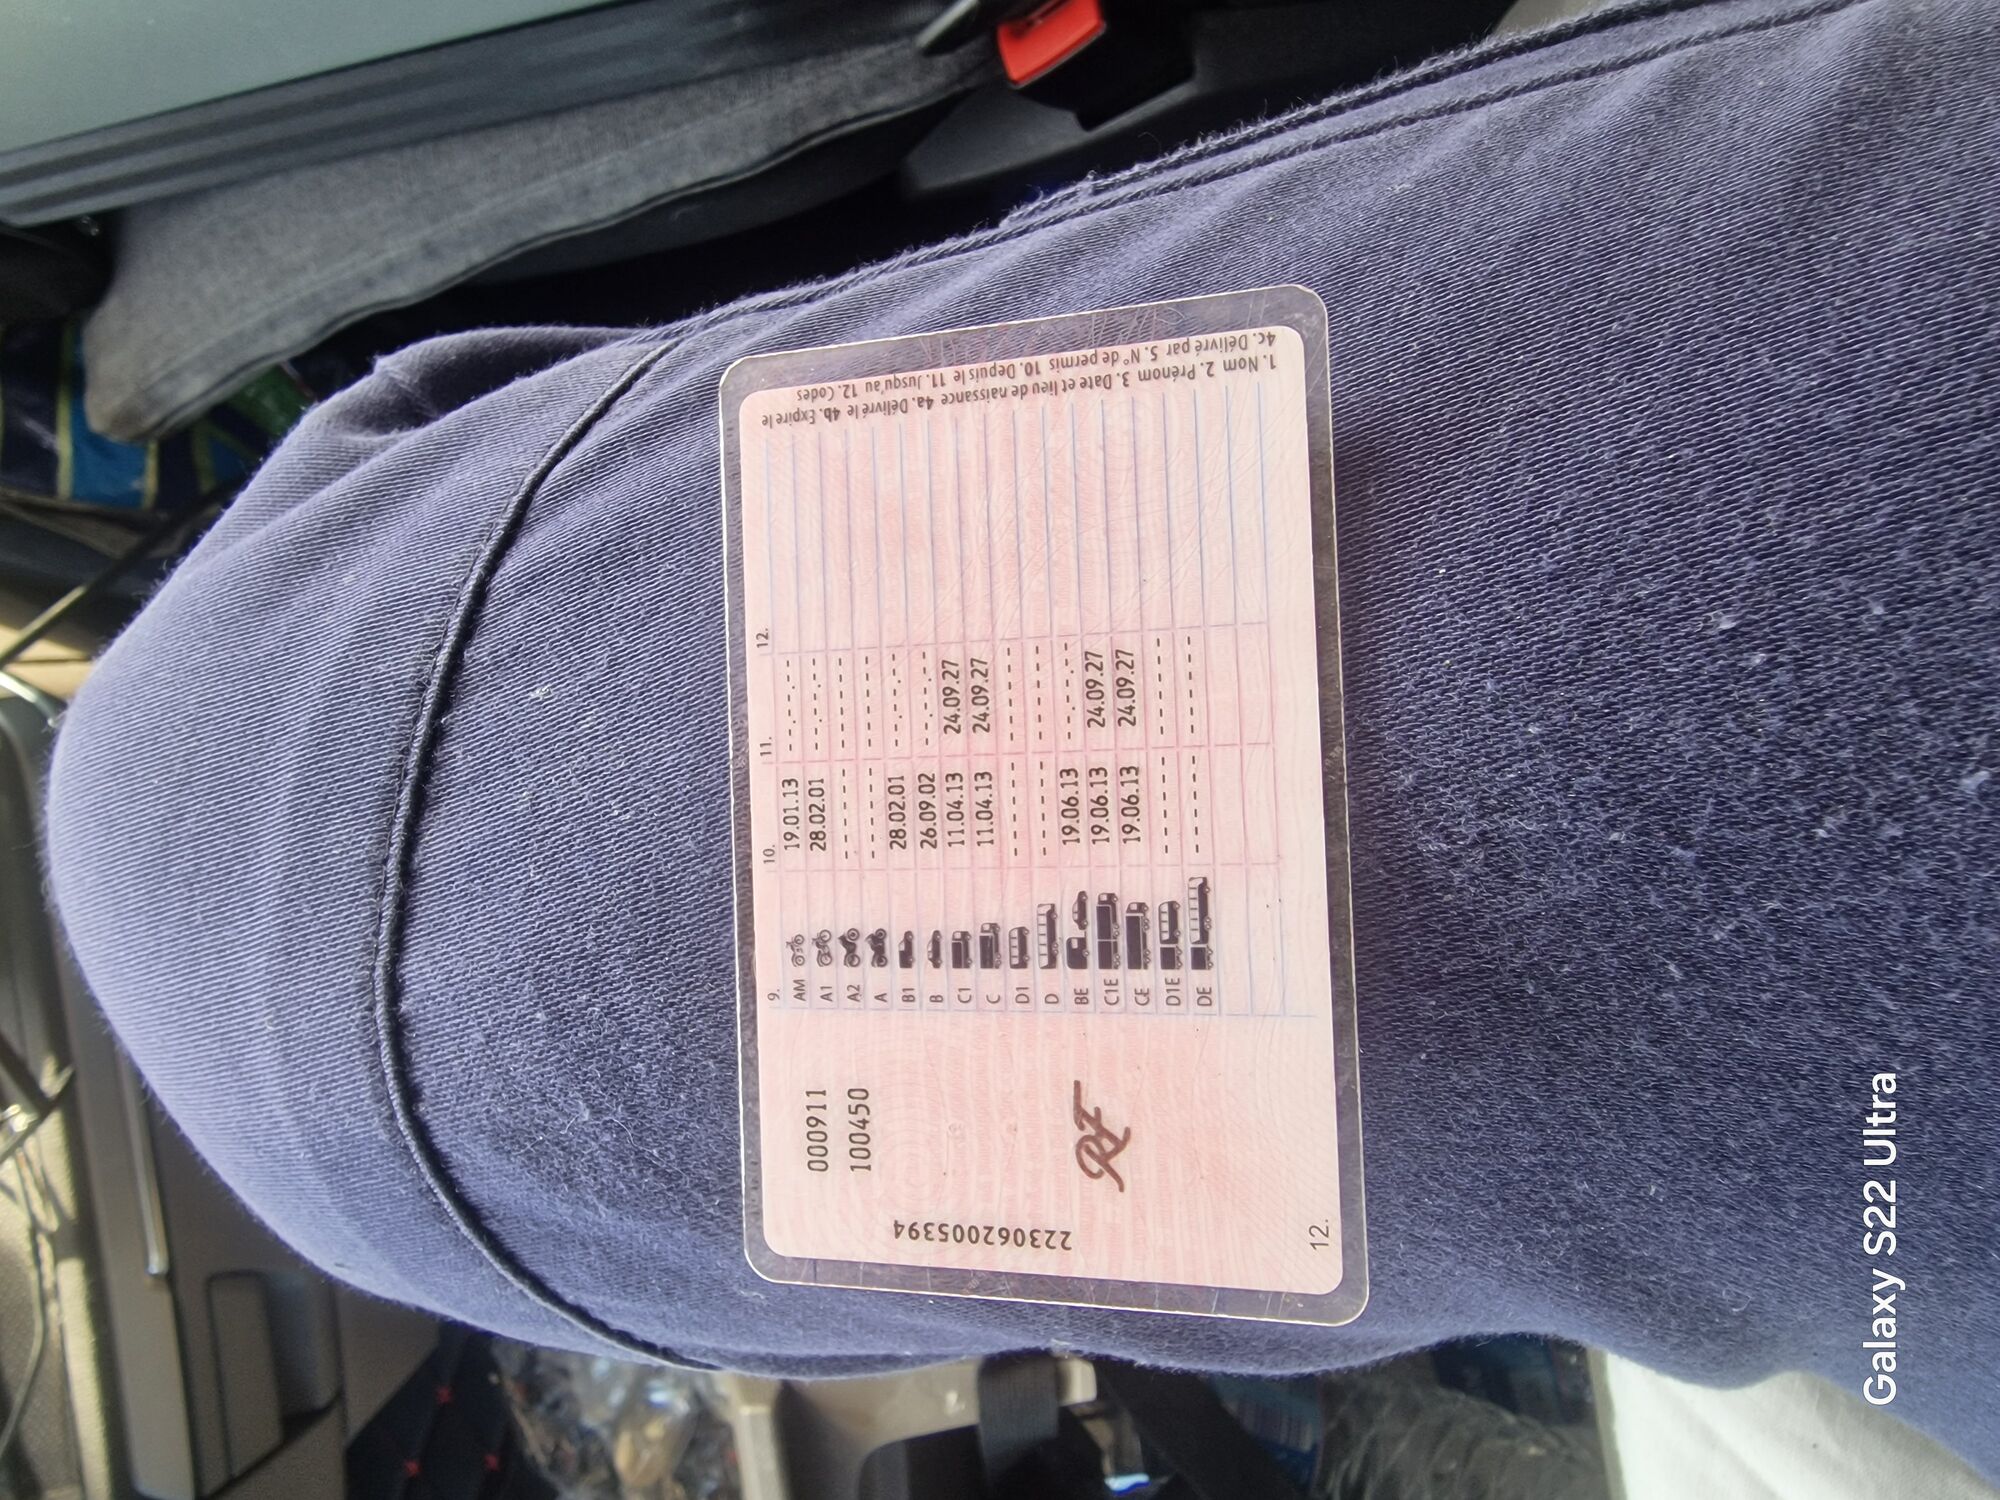 000911
100450
223062005394
RF
12.
9. 10. 11. 12.
AM 19.01.13 --.--.--
A1 28.02.01 --.--.--
A2 -------- --------
A -------- --------
B1 28.02.01 --.--.--
B 26.09.02 --.--.--
C1 11.04.13 24.09.27
C 11.04.13 24.09.27
D1 -------- --------
D -------- --------
BE 19.06.13 --.--.--
C1E 19.06.13 24.09.27
CE 19.06.13 24.09.27
D1E -------- --------
DE -------- --------
1. Nom 2. Prénom 3. Date et lieu de naissance 4a. Délivré le 4b. Expire le
4c. Délivré par 5. N° de permis 10. Depuis le 11. Jusqu'au 12. Codes
Galaxy S22 Ultra